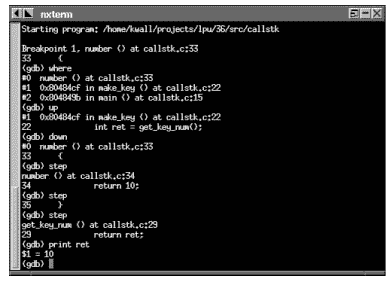 nxterm
Starting program: /home/kwall/projects/lpu/36/src/callstk
Breakpoint 1, number () at callstk.c:33
33 {
(gdb) where
#0 number () at callstk.c:33
#1 0x80484cf in make_key () at callstk.c:22
#2 0x804849b in main () at callstk.c:15
(gdb) up
#1 0x80484cf in make_key () at callstk.c:22
22 int ret = get_key_num();
(gdb) down
#0 number () at callstk.c:33
33 {
(gdb) step
number () at callstk.c:34
34 return 10;
(gdb) step
35 }
(gdb) step
get_key_num () at callstk.c:29
29 return ret;
(gdb) print ret
$1 = 10
(gdb)